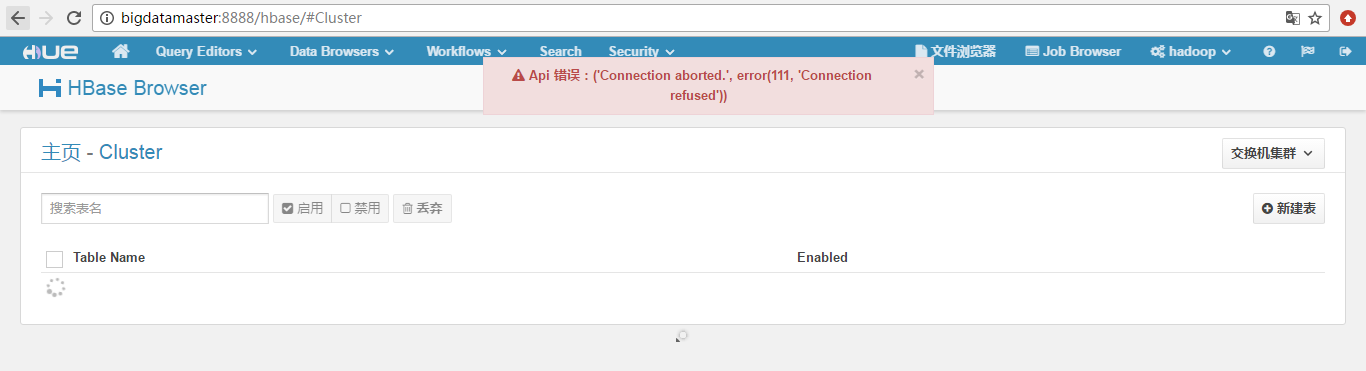 bigdatamaster:8888/hbase/#Cluster
HUE Query Editors Data Browsers Workflows Search Security 文件浏览器 Job Browser hadoop
Api 错误：('Connection aborted.', error(111, 'Connection
refused'))
HBase Browser
主页 - Cluster 交换机集群
搜索表名 启用 禁用 丢弃 新建表
Table Name Enabled